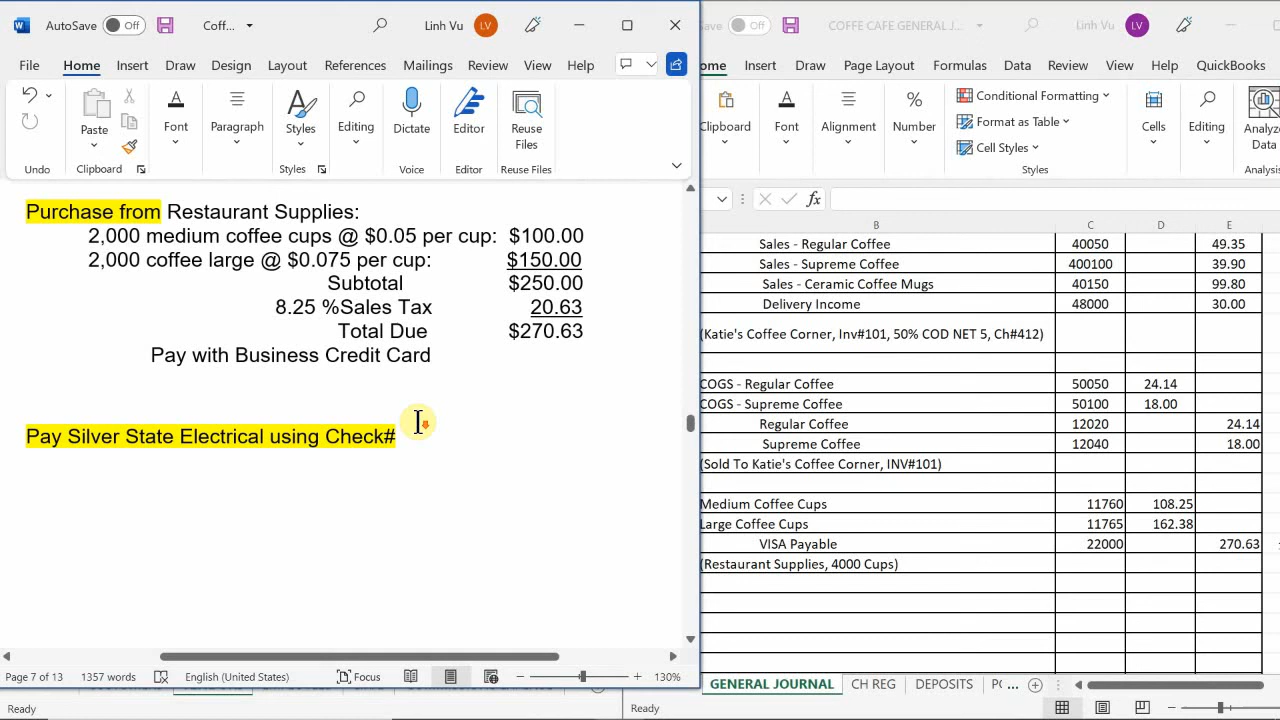 AutoSave Off Coff... Linh Vu LV
File Home Insert Draw Design Layout References Mailings Review View Help
Undo Paste Font Paragraph Styles Editing Dictate Editor Reuse Files
Undo Clipboard Styles Voice Editor Reuse Files
Purchase from Restaurant Supplies:
2,000 medium coffee cups @ $0.05 per cup: $100.00
2,000 coffee large @ $0.075 per cup: $150.00
Subtotal $250.00
8.25 %Sales Tax 20.63
Total Due $270.63
Pay with Business Credit Card
Pay Silver State Electrical using Check#
Page 7 of 13 1357 words English (United States) Focus 130%
Ready
ave Off COFFE CAFE GENERAL J... Linh Vu LV
ome Insert Draw Page Layout Formulas Data Review View Help QuickBooks
Clipboard Font Alignment Number Conditional Formatting Format as Table Cell Styles Cells Editing Analyze Data
Styles Analysis
fx
B C D E
Sales - Regular Coffee 40050 49.35
Sales - Supreme Coffee 400100 39.90
Sales - Ceramic Coffee Mugs 40150 99.80
Delivery Income 48000 30.00
(Katie's Coffee Corner, Inv#101, 50% COD NET 5, Ch#412)
COGS - Regular Coffee 50050 24.14
COGS - Supreme Coffee 50100 18.00
Regular Coffee 12020 24.14
Supreme Coffee 12040 18.00
(Sold To Katie's Coffee Corner, INV#101)
Medium Coffee Cups 11760 108.25
Large Coffee Cups 11765 162.38
VISA Payable 22000 270.63
(Restaurant Supplies, 4000 Cups)
GENERAL JOURNAL CH REG DEPOSITS PC ...
Ready